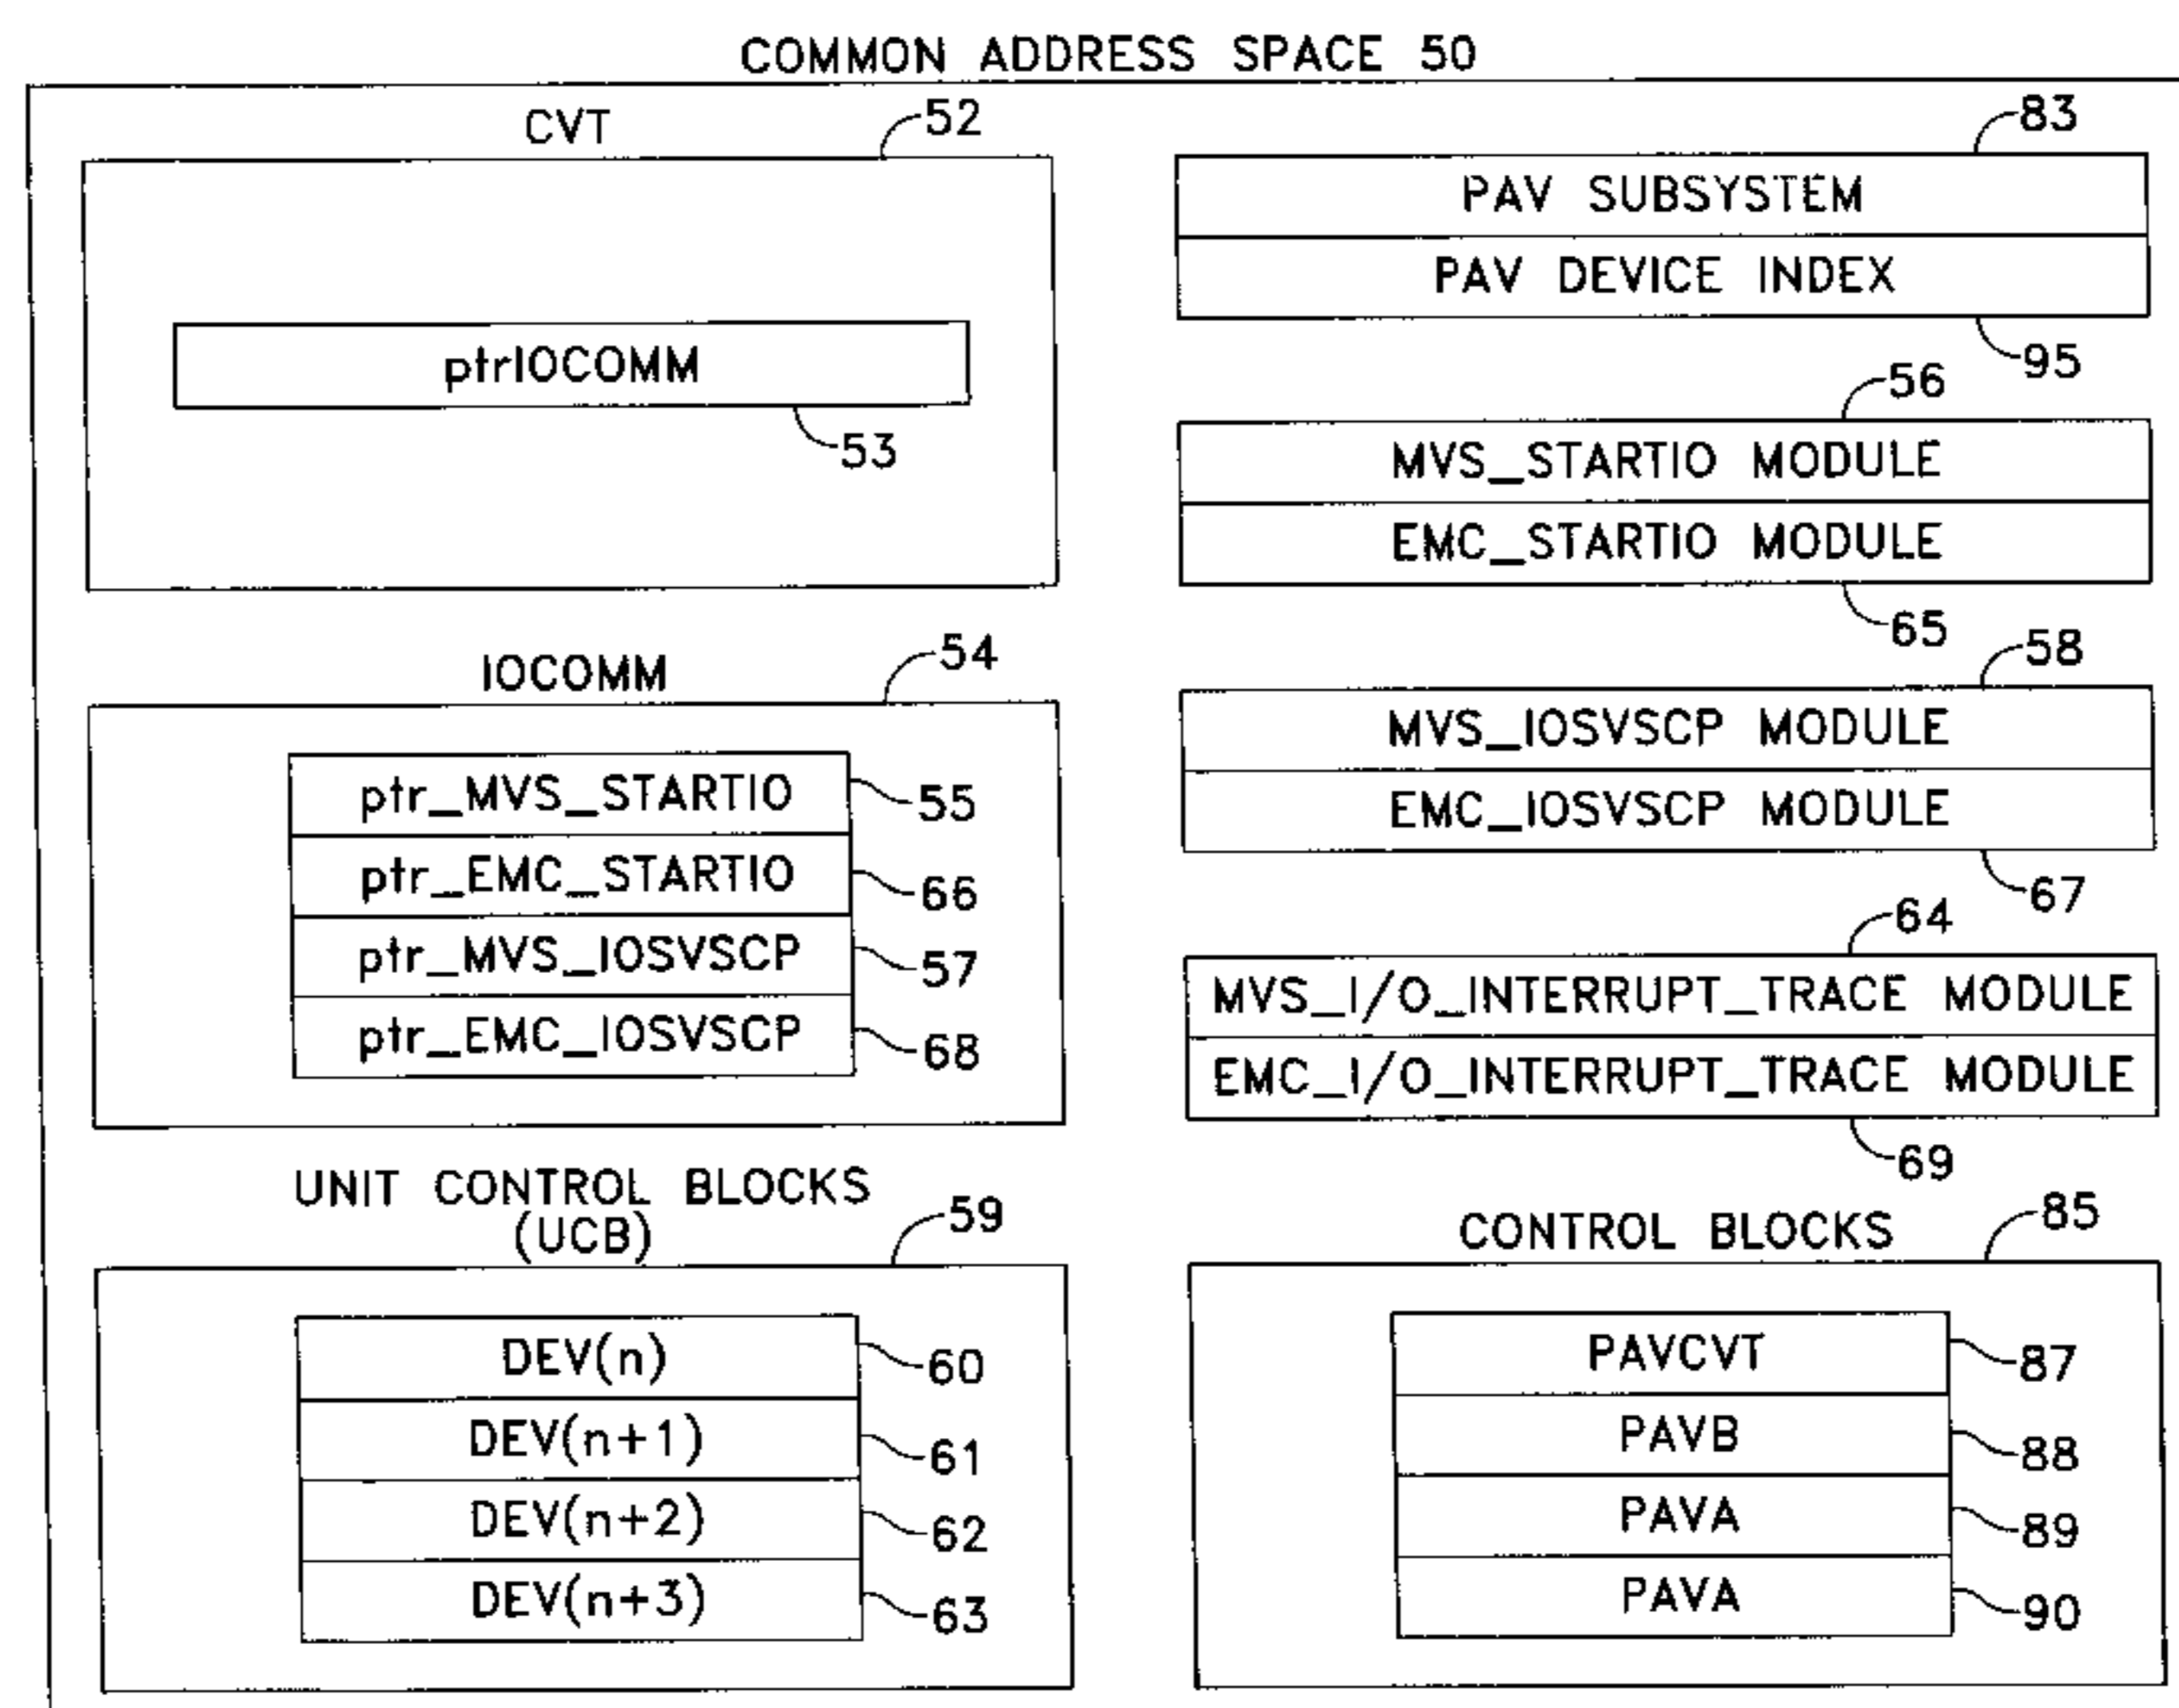 COMMON ADDRESS SPACE 50
CVT
52
ptrIOCOMM
53
IOCOMM
54
ptr_MVS_STARTIO
55
ptr_EMC_STARTIO
66
ptr_MVS_IOSVSCP
57
ptr_EMC_IOSVSCP
68
UNIT CONTROL BLOCKS
(UCB)
59
DEV(n)
60
DEV(n+1)
61
DEV(n+2)
62
DEV(n+3)
63
83
PAV SUBSYSTEM
PAV DEVICE INDEX
95
56
MVS_STARTIO MODULE
EMC_STARTIO MODULE
65
58
MVS_IOSVSCP MODULE
EMC_IOSVSCP MODULE
67
64
MVS_I/O_INTERRUPT_TRACE MODULE
EMC_I/O_INTERRUPT_TRACE MODULE
69
CONTROL BLOCKS
85
PAVCVT
87
PAVB
88
PAVA
89
PAVA
90